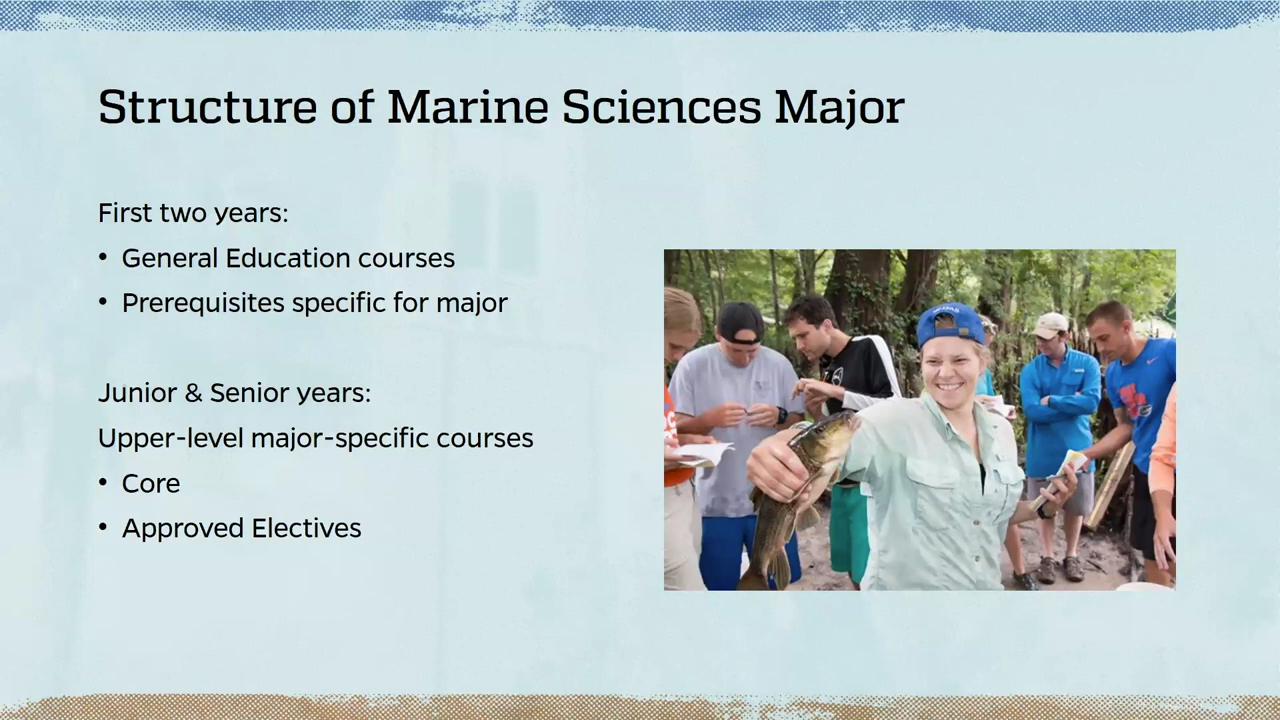 Structure of Marine Sciences Major
First two years:
• General Education courses
• Prerequisites specific for major
Junior & Senior years:
Upper-level major-specific courses
• Core
• Approved Electives